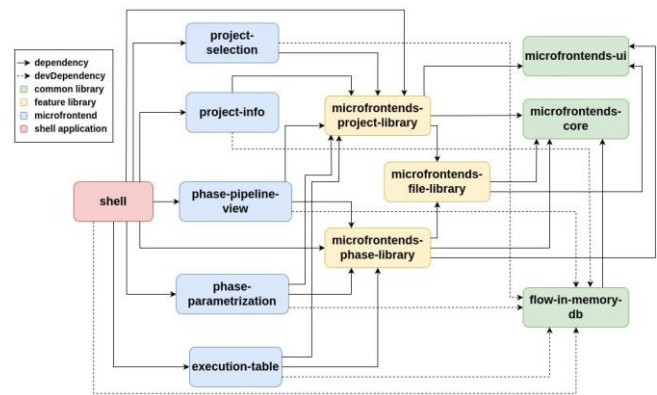 dependency
devDependency
common library
feature library
microfrontend
shell application
project-
selection
project-info
phase-pipeline-
view
phase-
parametrization
execution-table
shell
microfrontends-
project-library
microfrontends-
file-library
microfrontends-
phase-library
microfrontends-ui
microfrontends-
core
flow-in-memory-
db